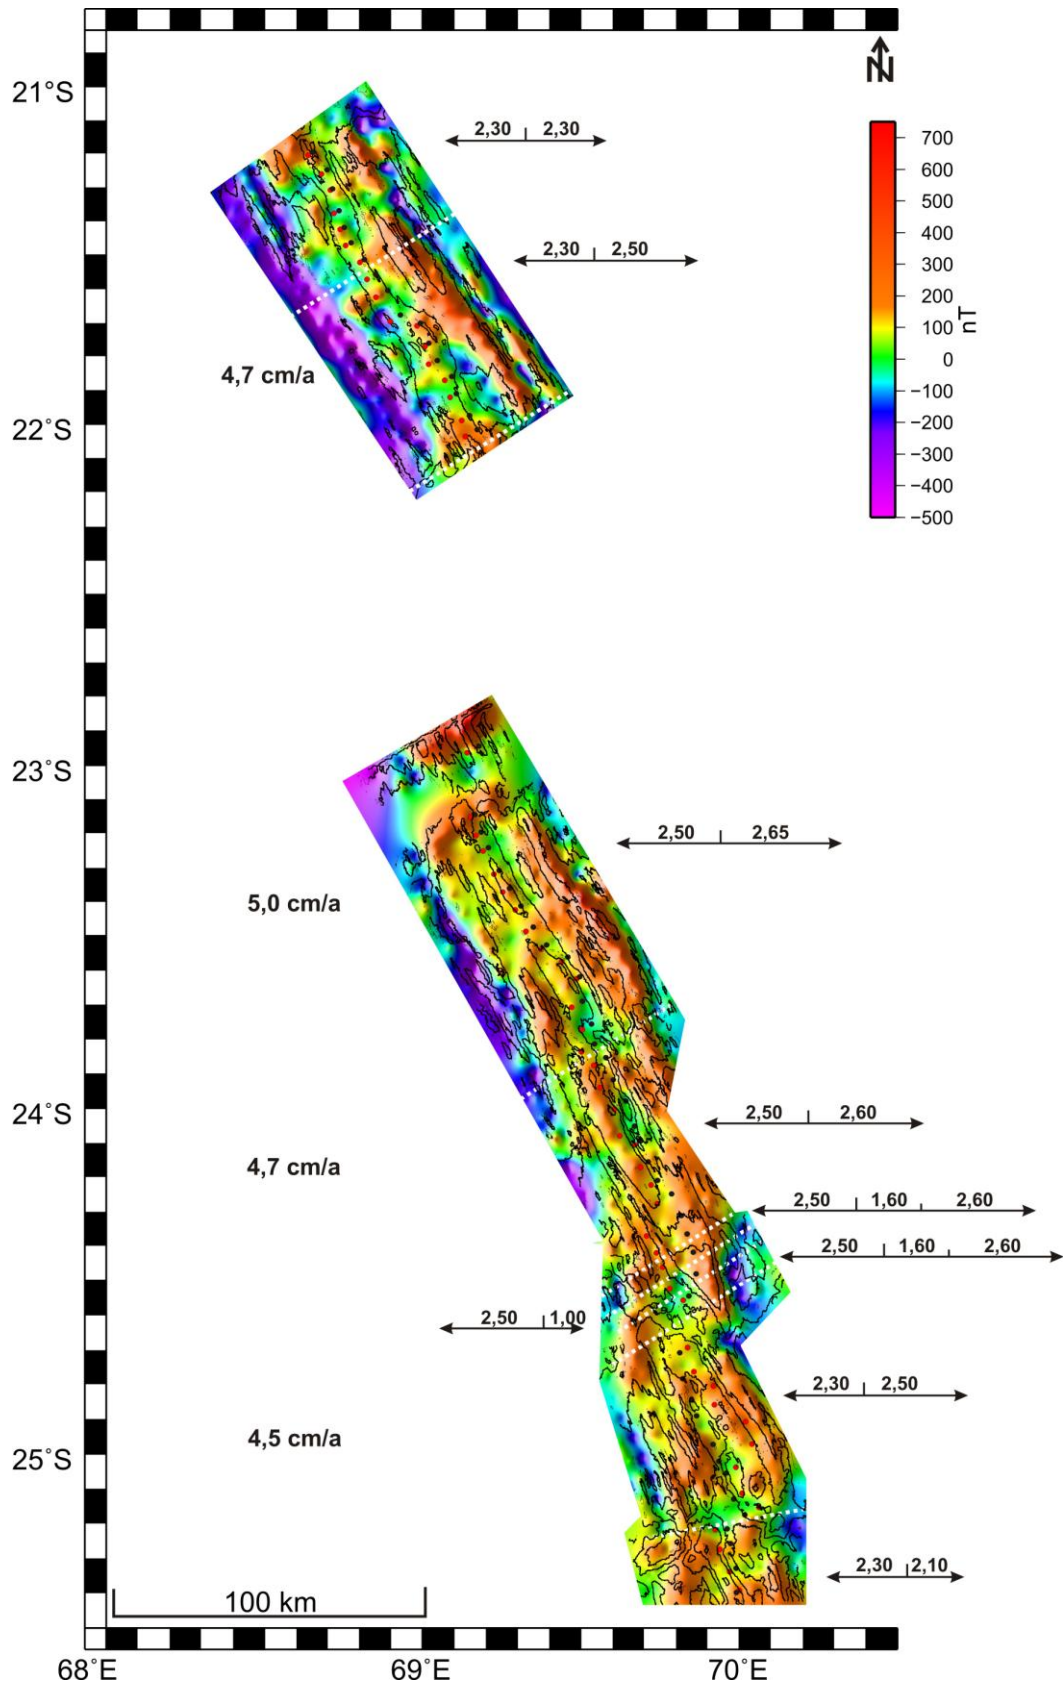 21°S
22°S
23°S
24°S
25°S
68°E
69°E
70°E
N
700
600
500
400
300
200
100
0
−100
−200
−300
−400
−500
nT
2,30 2,30
2,30 2,50
4,7 cm/a
2,50 2,65
5,0 cm/a
2,50 2,60
4,7 cm/a
2,50 1,60 2,60
2,50 1,60 2,60
2,50 1,00
2,30 2,50
4,5 cm/a
2,30 2,10
100 km